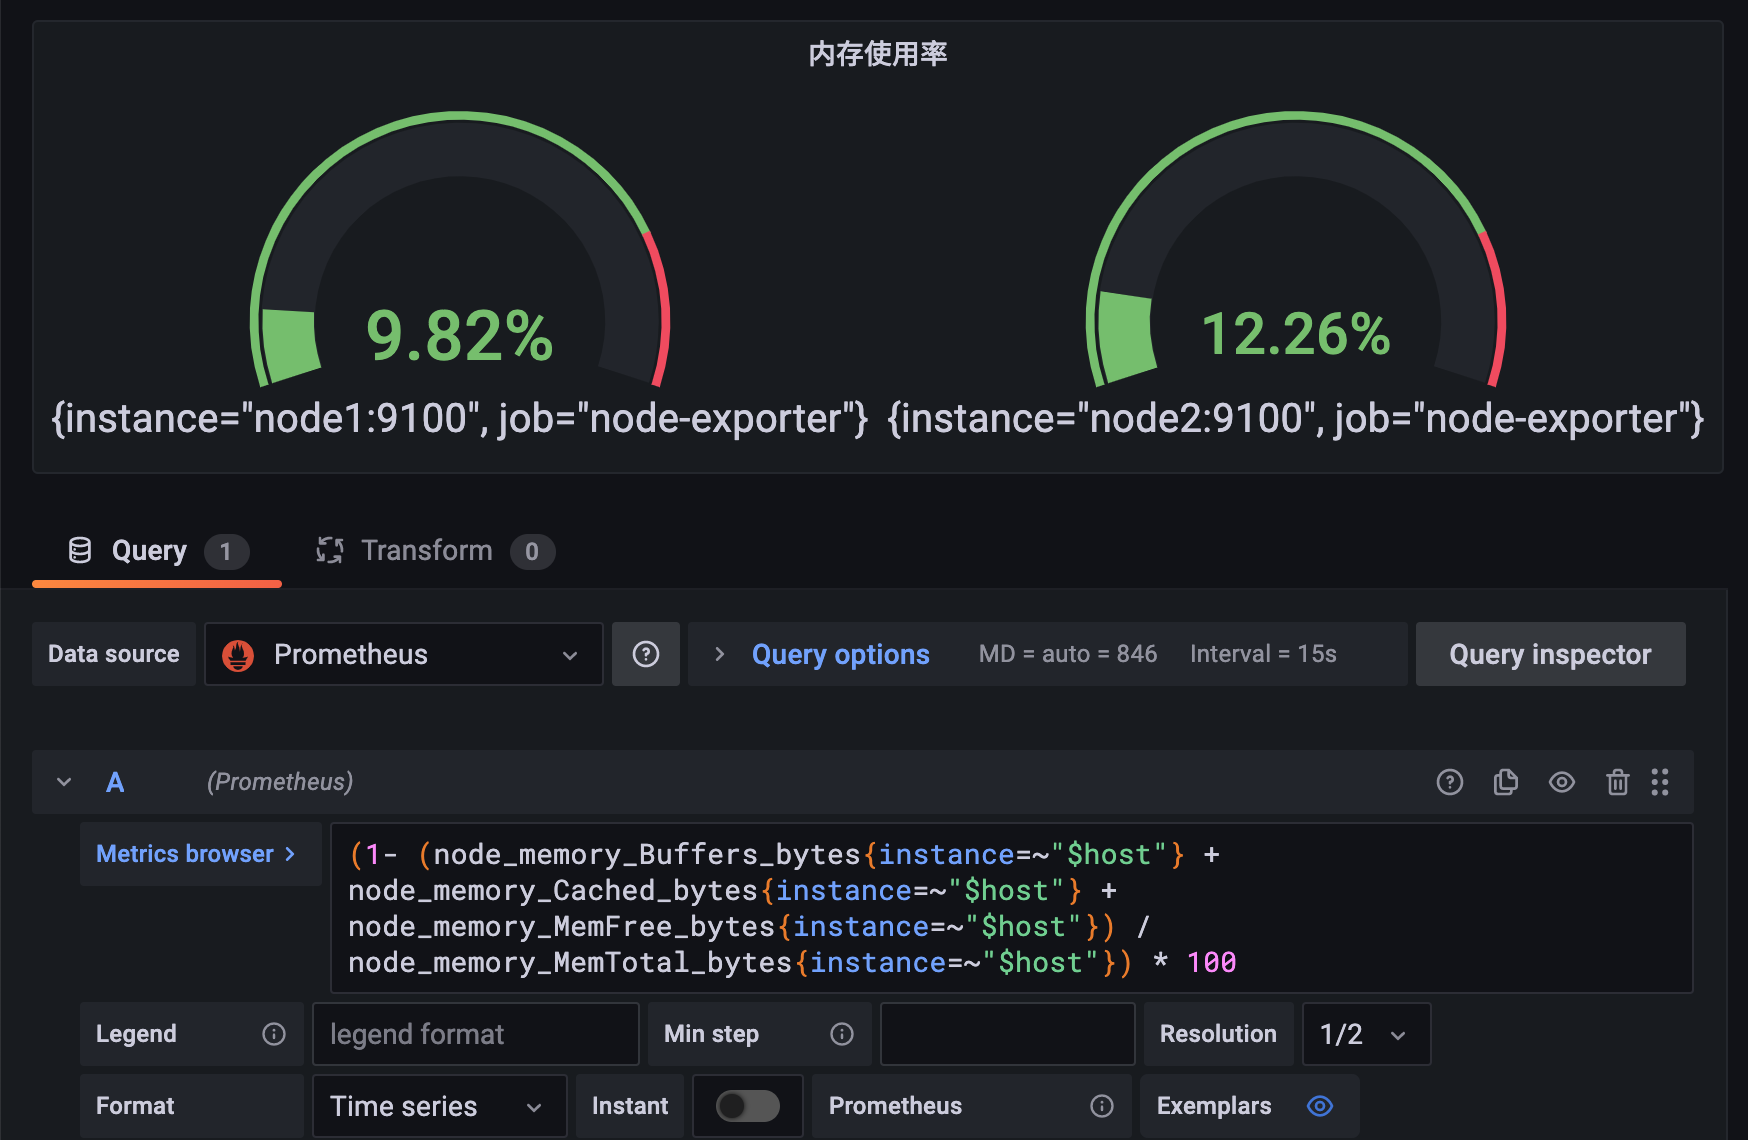 内存使用率
9.82%
12.26%
{instance="node1:9100", job="node-exporter"}
{instance="node2:9100", job="node-exporter"}
Query 1
Transform 0
Data source
Prometheus
Query options
MD = auto = 846
Interval = 15s
Query inspector
A
(Prometheus)
Metrics browser
(1- (node_memory_Buffers_bytes{instance=~"$host"} +
node_memory_Cached_bytes{instance=~"$host"} +
node_memory_MemFree_bytes{instance=~"$host"}) /
node_memory_MemTotal_bytes{instance=~"$host"}) * 100
Legend
legend format
Min step
Resolution
1/2
Format
Time series
Instant
Prometheus
Exemplars